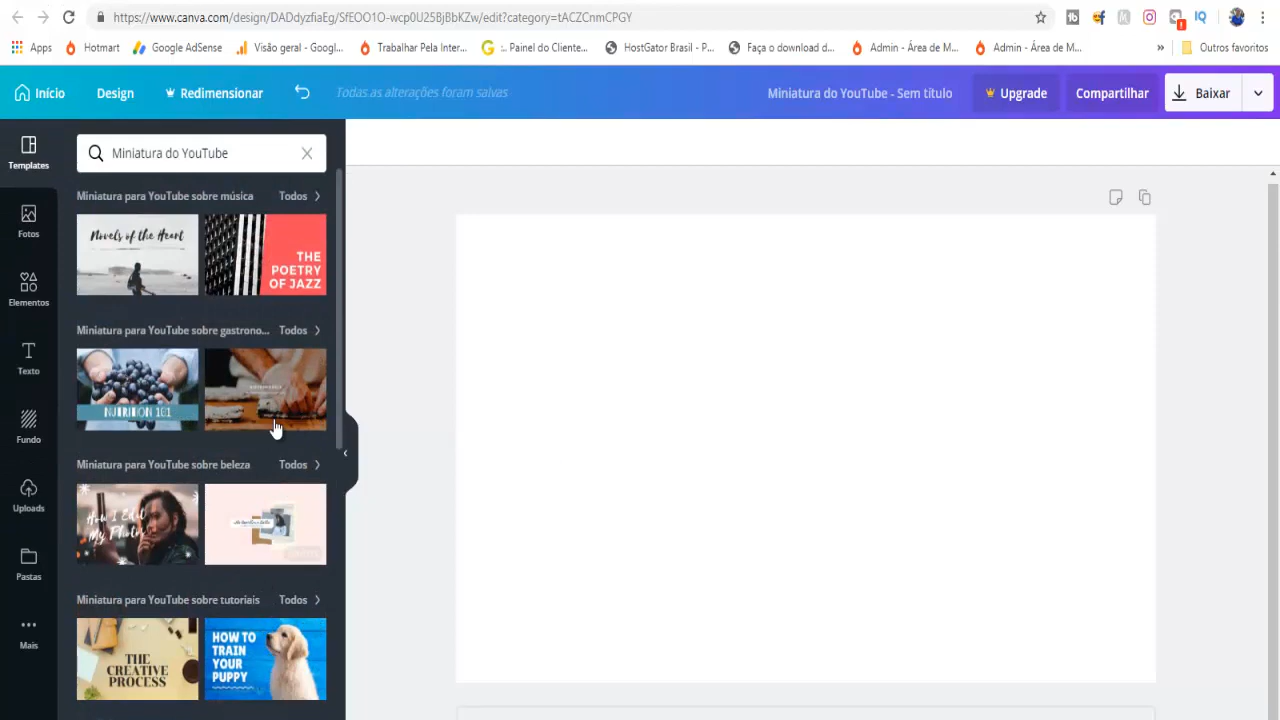 https://www.canva.com/design/DADdyzfiaEg/SfEOO1O-wcp0U25BjBbKZw/edit?category=tACZCnmCPGY
Apps Hotmart Google AdSense Visão geral - Googl... Trabalhar Pela Inter... :. Painel do Cliente... HostGator Brasil - P... Faça o download d... Admin - Área de M... Admin - Área de M... » Outros favoritos
Início Design Redimensionar Todas as alterações foram salvas Miniatura do YouTube - Sem título Upgrade Compartilhar Baixar
Templates
Fotos
Elementos
Texto
Fundo
Uploads
Pastas
Mais
Miniatura do YouTube
Miniatura para YouTube sobre música Todos
Novels of the Heart
THE
POETRY
OF JAZZ
Miniatura para YouTube sobre gastrono... Todos
NUTRITION 101
Miniatura para YouTube sobre beleza Todos
How I Edit
My Photos
Miniatura para YouTube sobre tutoriais Todos
THE
CREATIVE
PROCESS
HOW TO
TRAIN
YOUR
PUPPY